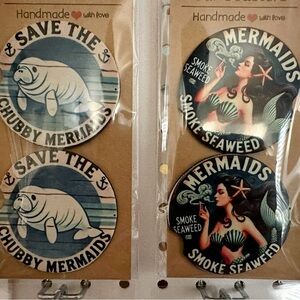 Handmade with love
SAVE THE
CHUBBY MERMAIDS
SAVE THE
CHUBBY MERMAIDS
Handmade with love
MERMAIDS
SMOKE
SEAWEED
SMOKE SEAWEED
MERMAIDS
SMOKE
SEAWEED
SMOKE SEAWEED